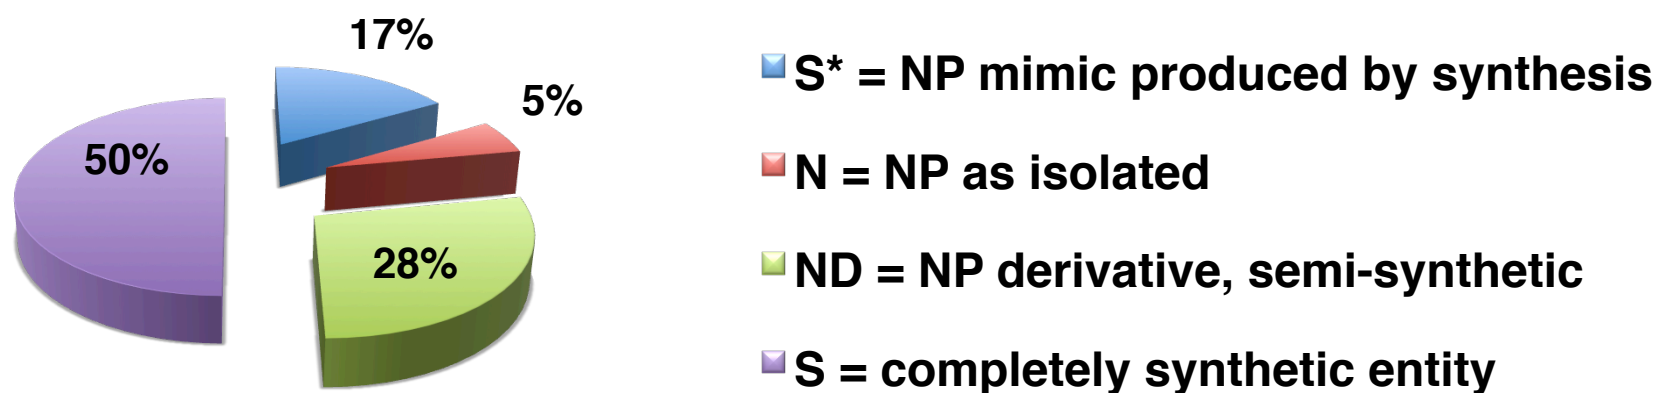 17%
5%
50%
28%
S* = NP mimic produced by synthesis
N = NP as isolated
ND = NP derivative, semi-synthetic
S = completely synthetic entity